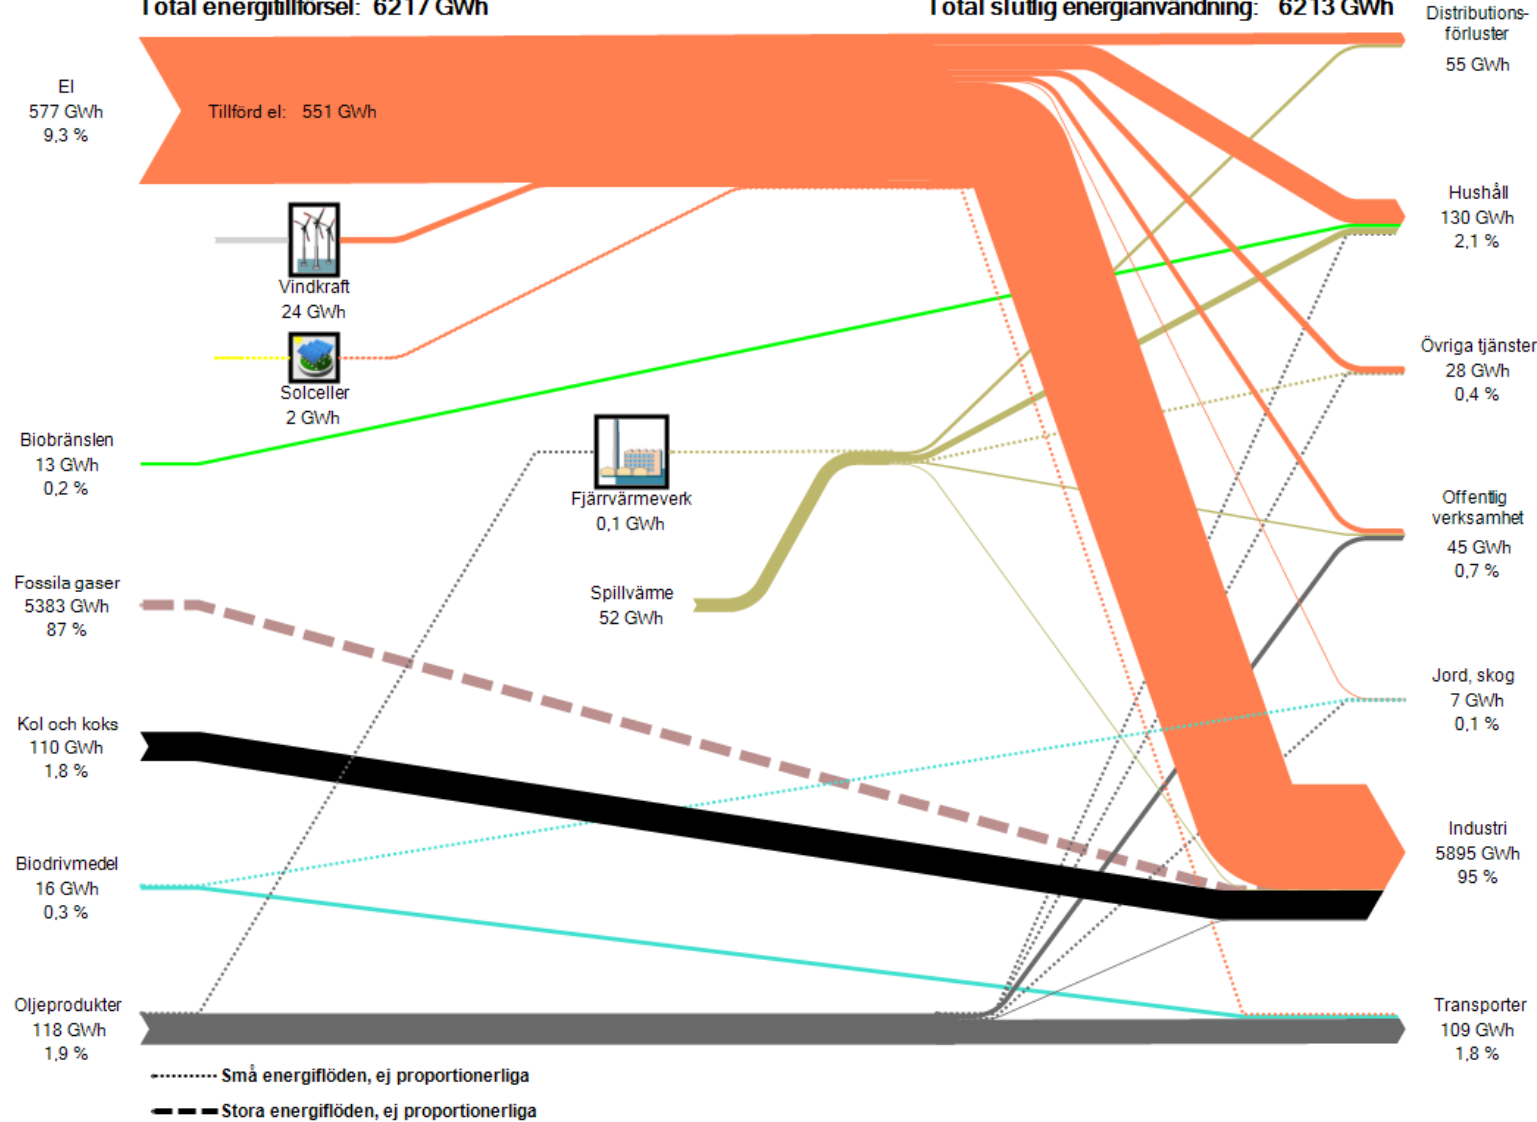 Total energitillförsel: 6217 GWh
Total slutlig energianvändning: 6213 GWh
Distributions-
förluster
55 GWh
El
577 GWh
9,3 %
Tillförd el: 551 GWh
Hushåll
130 GWh
2,1 %
Vindkraft
24 GWh
Solceller
2 GWh
Övriga tjänster
28 GWh
0,4 %
Biobränslen
13 GWh
0,2 %
Fjärrvärmeverk
0,1 GWh
Offentlig
verksamhet
45 GWh
0,7 %
Fossila gaser
5383 GWh
87 %
Spillvärme
52 GWh
Jord, skog
7 GWh
0,1 %
Kol och koks
110 GWh
1,8 %
Industri
5895 GWh
95 %
Biodrivmedel
16 GWh
0,3 %
Oljeprodukter
118 GWh
1,9 %
Transporter
109 GWh
1,8 %
Små energiflöden, ej proportionerliga
Stora energiflöden, ej proportionerliga